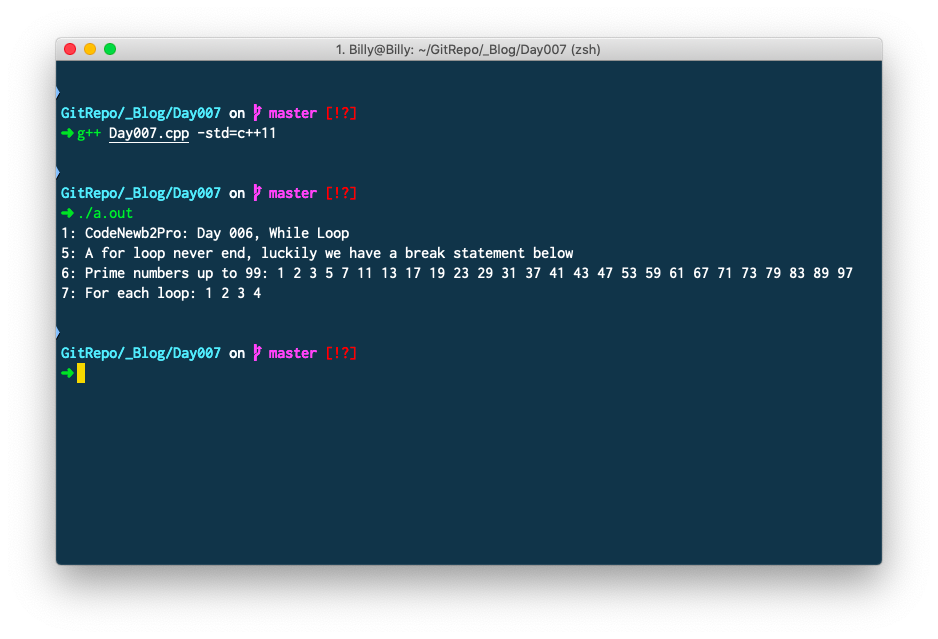 1. Billy@Billy: ~/GitRepo/_Blog/Day007 (zsh)
GitRepo/_Blog/Day007 on master [!?]
➜ g++ Day007.cpp -std=c++11
GitRepo/_Blog/Day007 on master [!?]
➜ ./a.out
1: CodeNewb2Pro: Day 006, While Loop
5: A for loop never end, luckily we have a break statement below
6: Prime numbers up to 99: 1 2 3 5 7 11 13 17 19 23 29 31 37 41 43 47 53 59 61 67 71 73 79 83 89 97
7: For each loop: 1 2 3 4
GitRepo/_Blog/Day007 on master [!?]
➜